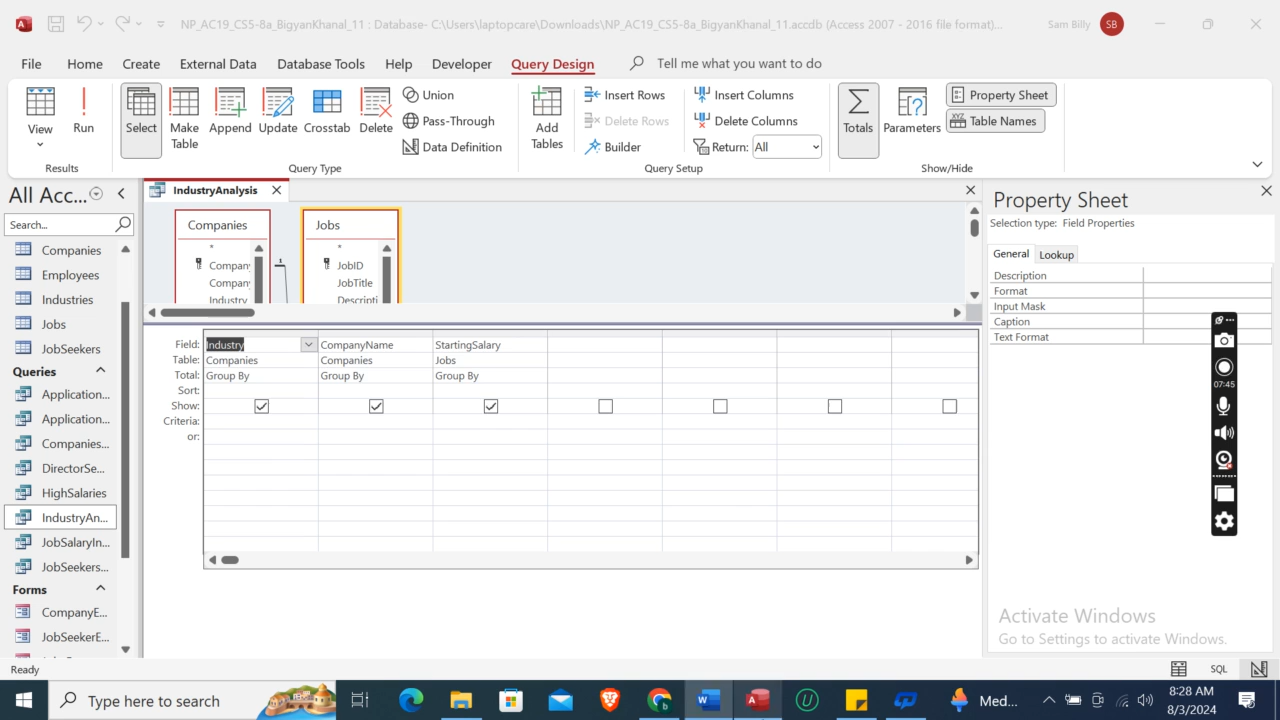 NP_AC19_CS5-8a_BigyanKhanal_11 : Database- C:\Users\laptopcare\Downloads\NP_AC19_CS5-8a_BigyanKhanal_11.accdb (Access 2007 - 2016 file format)...
Sam Billy SB
File Home Create External Data Database Tools Help Developer Query Design Tell me what you want to do
View
Run
Results
Select
Make Table
Append
Update
Crosstab
Delete
Union
Pass-Through
Data Definition
Query Type
Add Tables
Insert Rows
Delete Rows
Builder
Insert Columns
Delete Columns
Return: All
Query Setup
Totals
Parameters
Property Sheet
XYZ Table Names
Show/Hide
All Acc...
Search...
Companies
Employees
Industries
Jobs
JobSeekers
Queries
Application...
Application...
Companies...
DirectorSe...
HighSalaries
IndustryAn...
JobSalaryIn...
JobSeekers...
Forms
CompanyE...
JobSeekerE...
IndustryAnalysis
Companies
*
Company
Company
Industry
1
Jobs
*
JobID
JobTitle
Descripti
Field: Industry CompanyName StartingSalary
Table: Companies Companies Jobs
Total: Group By Group By Group By
Sort:
Show:
Criteria:
or:
Property Sheet
Selection type: Field Properties
General Lookup
Description
Format
Input Mask
Caption
Text Format
07:45
Activate Windows
Go to Settings to activate Windows.
Ready
SQL
Type here to search
Med...
8:28 AM
8/3/2024